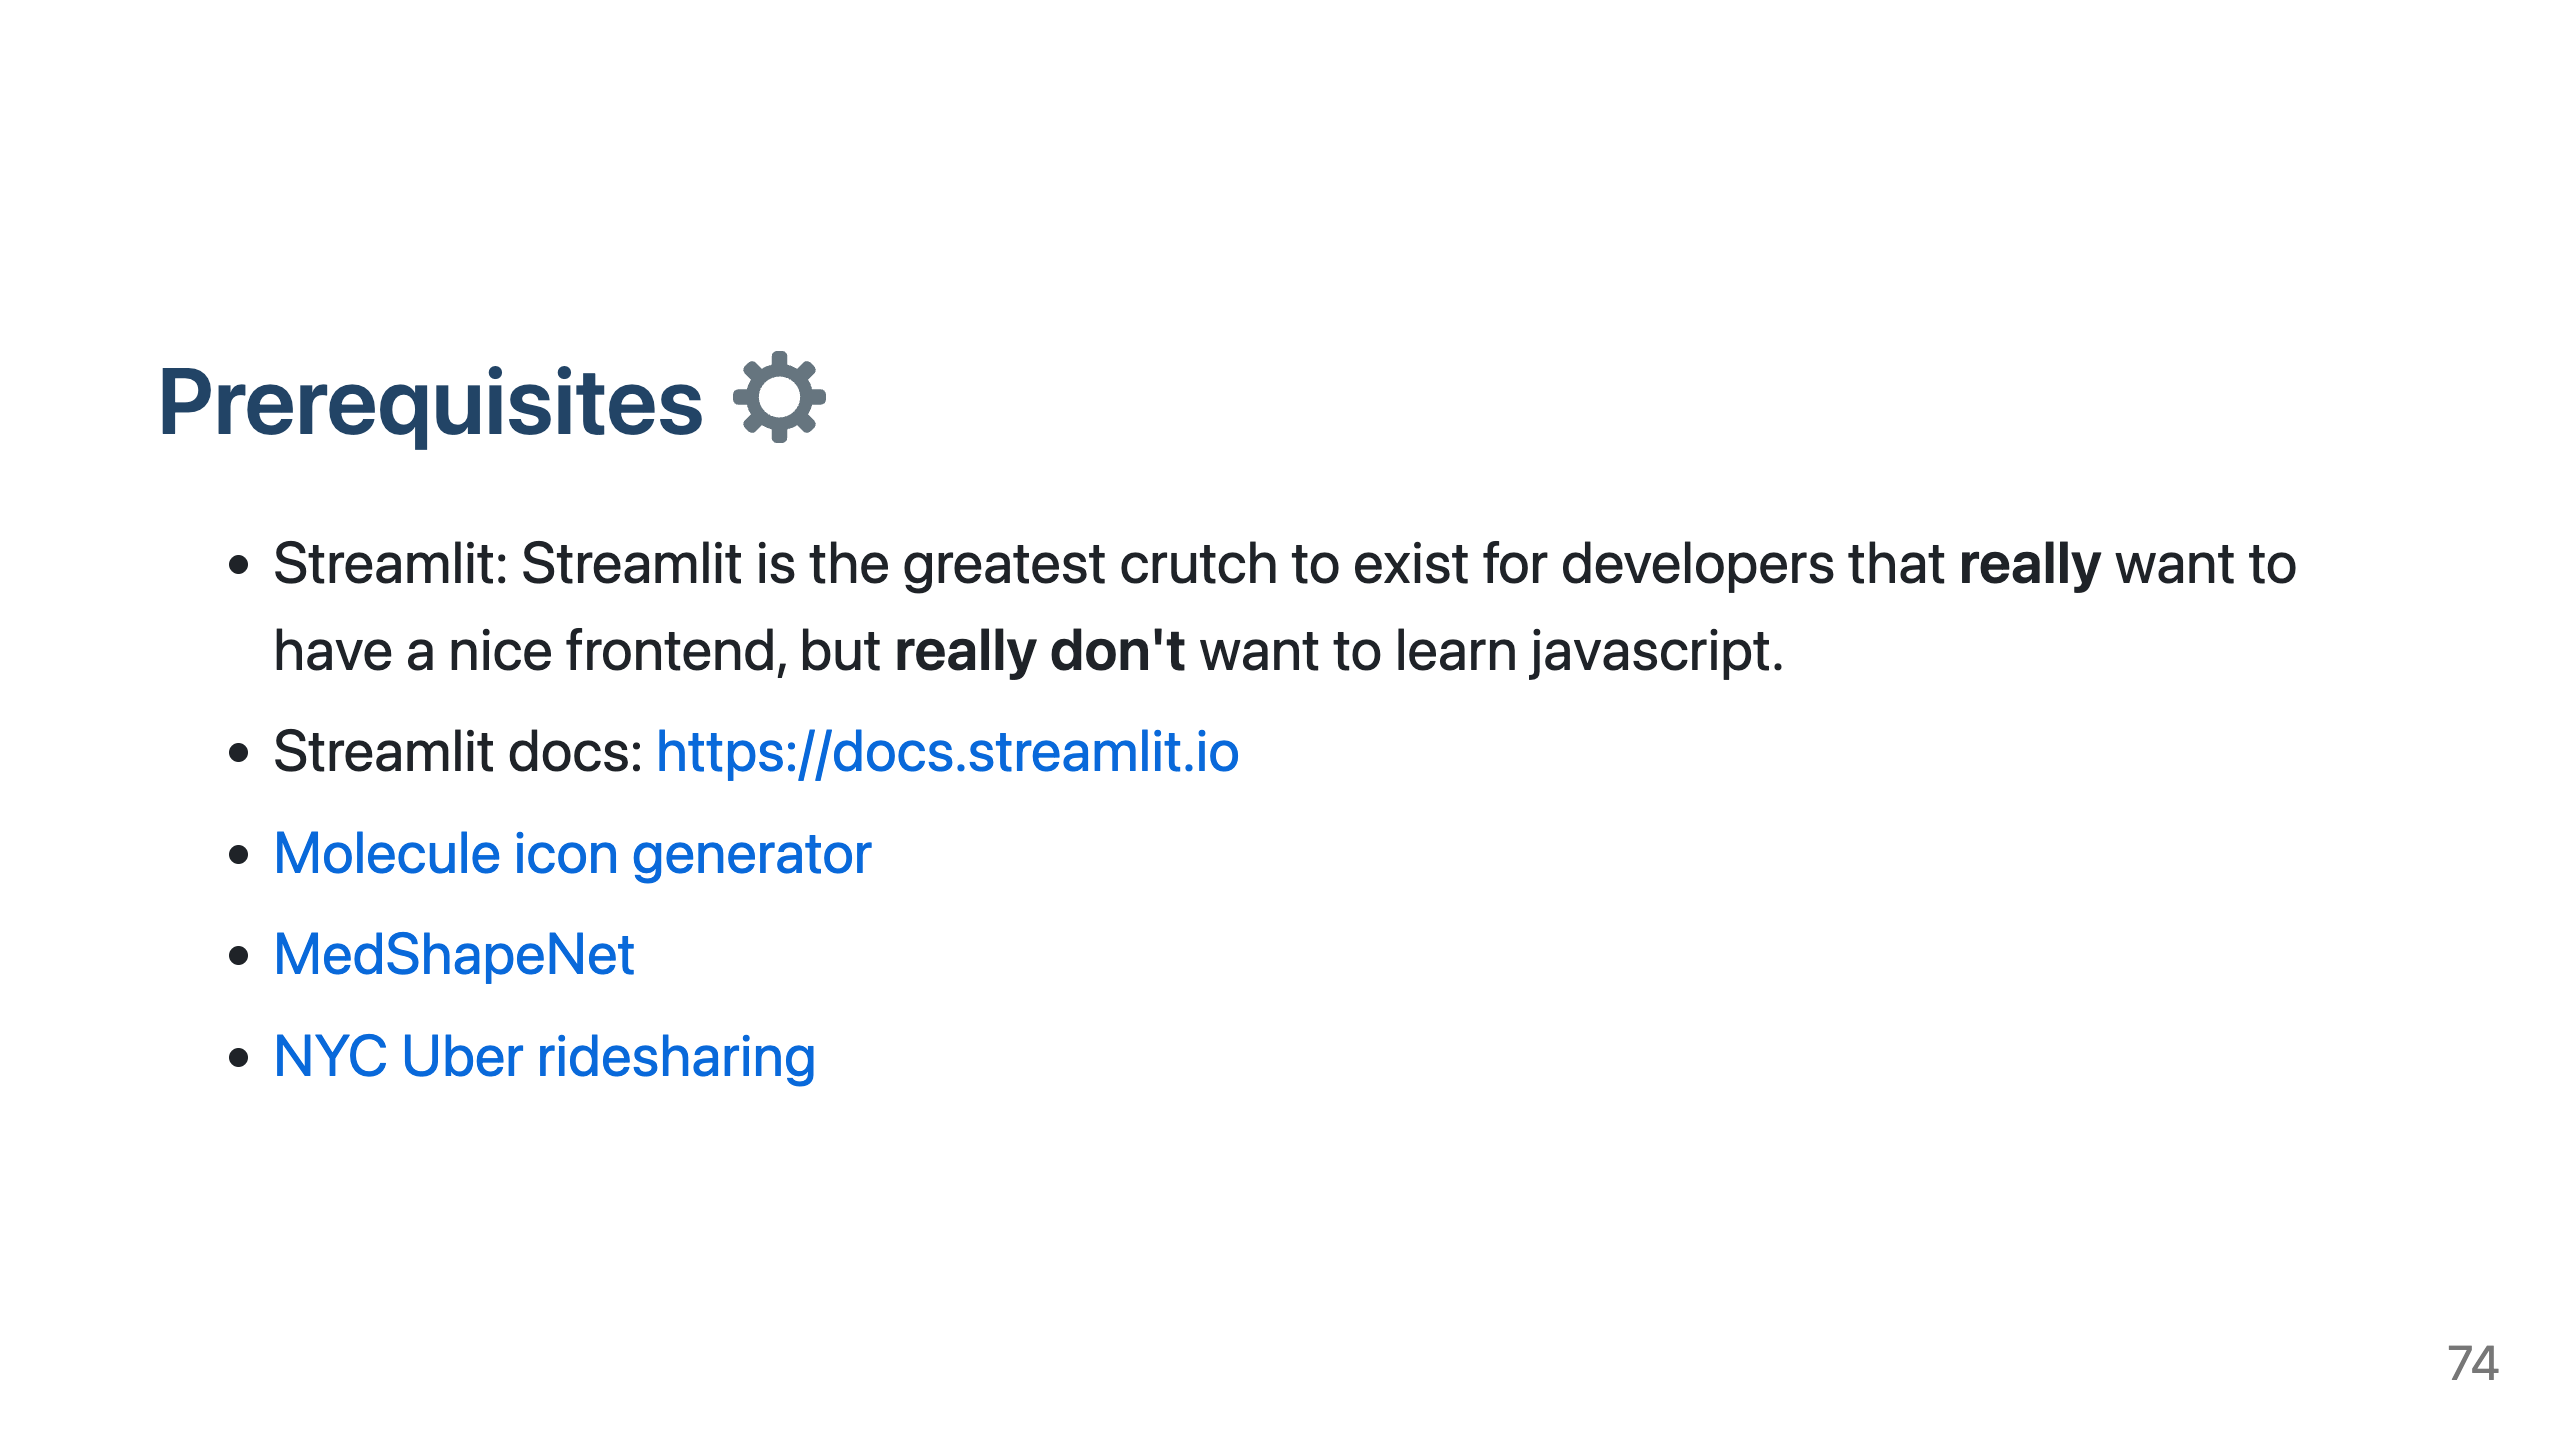 Prerequisites ⚙️
• Streamlit: Streamlit is the greatest crutch to exist for developers that really want to
have a nice frontend, but really don't want to learn javascript.
• Streamlit docs: https://docs.streamlit.io
• Molecule icon generator
• MedShapeNet
• NYC Uber ridesharing
74